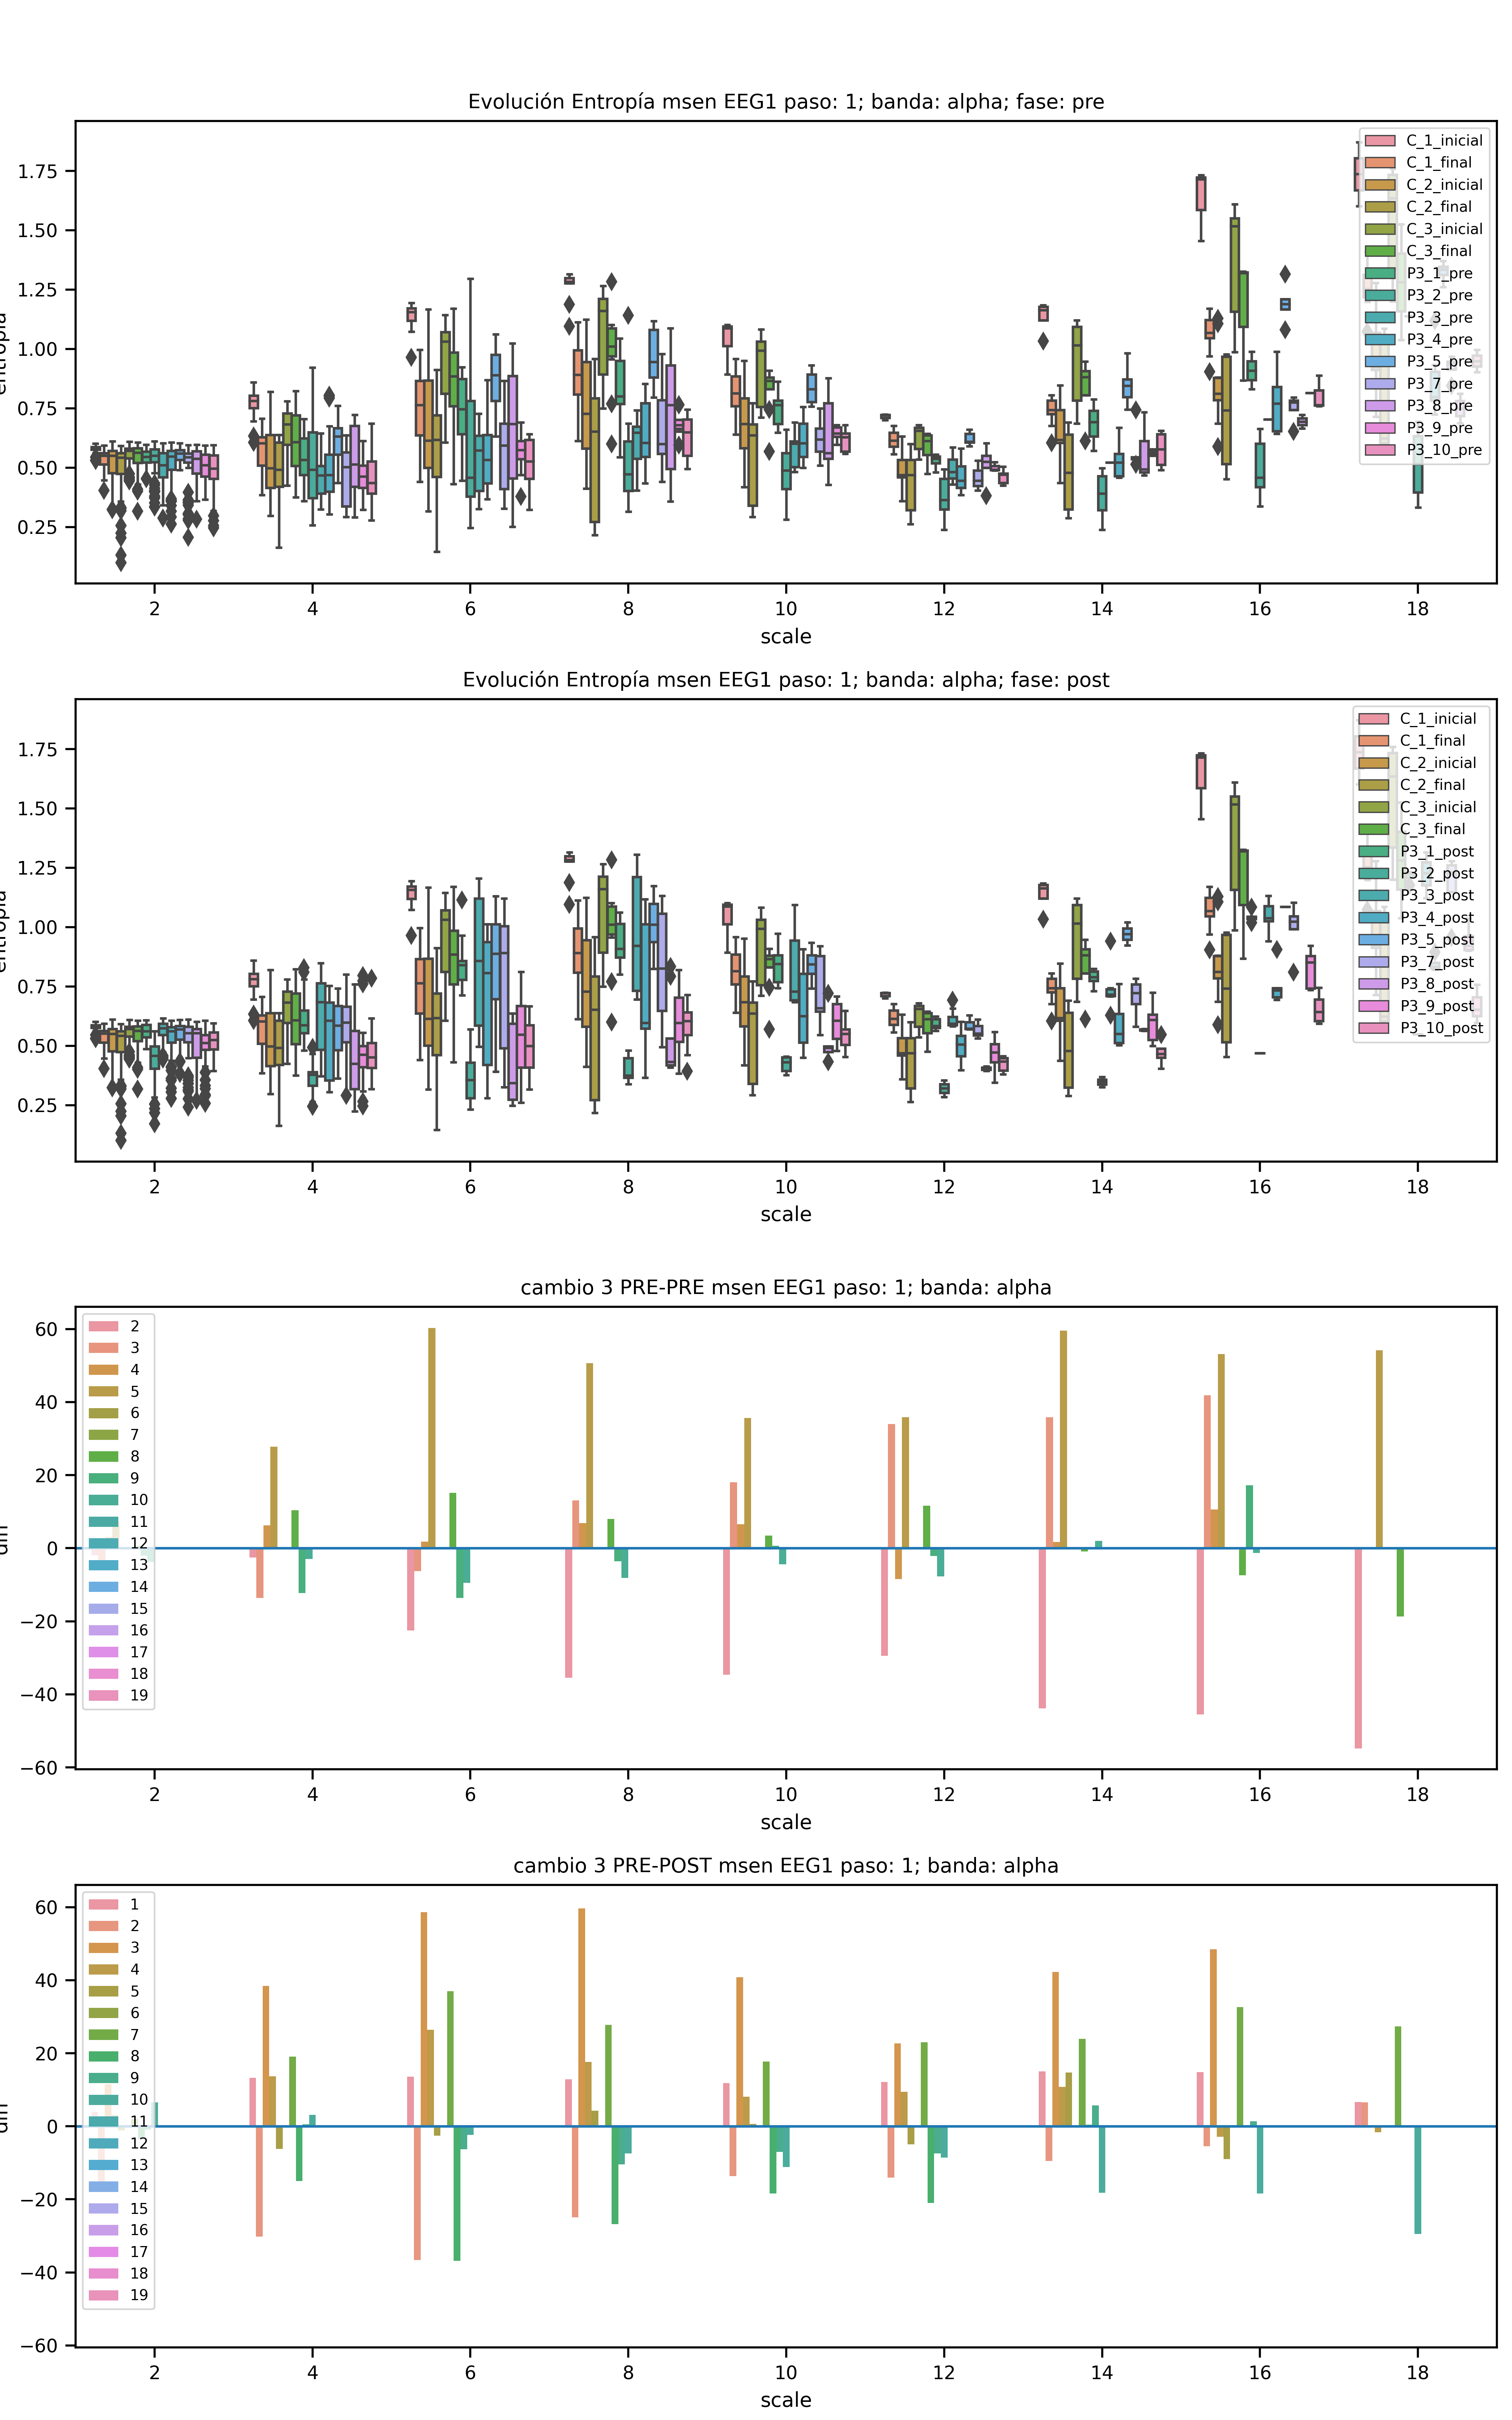 Evolución Entropía msen EEG1 paso: 1; banda: alpha; fase: pre
1.75
1.50
1.25
1.00
0.75
0.50
0.25
C_1_inicial
C_1_final
C_2_inicial
C_2_final
C_3_inicial
C_3_final
P3_1_pre
P3_2_pre
P3_3_pre
P3_4_pre
P3_5_pre
P3_7_pre
P3_8_pre
P3_9_pre
P3_10_pre
2 4 6 8 10 12 14 16 18
scale
Evolución Entropía msen EEG1 paso: 1; banda: alpha; fase: post
1.75
1.50
1.25
1.00
0.75
0.50
0.25
C_1_inicial
C_1_final
C_2_inicial
C_2_final
C_3_inicial
C_3_final
P3_1_post
P3_2_post
P3_3_post
P3_4_post
P3_5_post
P3_7_post
P3_8_post
P3_9_post
P3_10_post
2 4 6 8 10 12 14 16 18
scale
cambio 3 PRE-PRE msen EEG1 paso: 1; banda: alpha
60
40
20
0
−20
−40
−60
2
3
4
5
6
7
8
9
10
11
12
13
14
15
16
17
18
19
2 4 6 8 10 12 14 16 18
scale
cambio 3 PRE-POST msen EEG1 paso: 1; banda: alpha
60
40
20
0
−20
−40
−60
1
2
3
4
5
6
7
8
9
10
11
12
13
14
15
16
17
18
19
2 4 6 8 10 12 14 16 18
scale